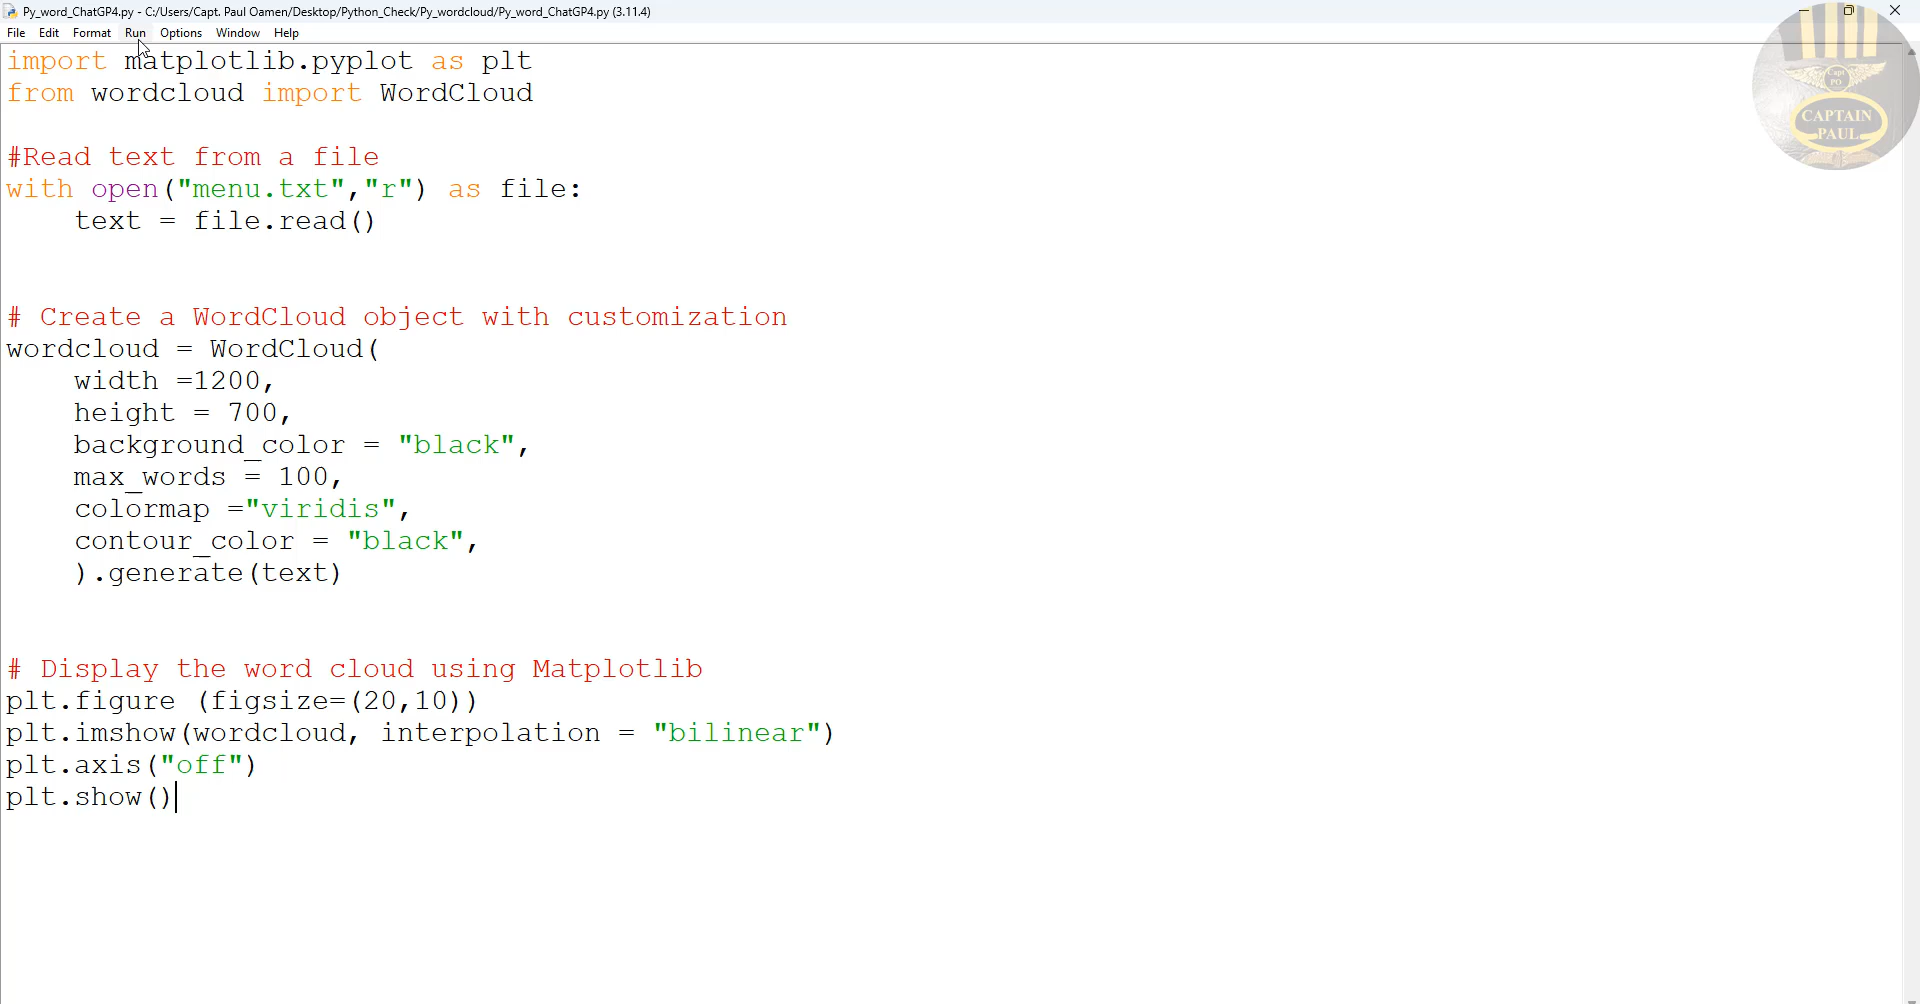 Py_word_ChatGP4.py - C:/Users/Capt. Paul Oamen/Desktop/Python_Check/Py_wordcloud/Py_word_ChatGP4.py (3.11.4)
File Edit Format Run Options Window Help
import matplotlib.pyplot as plt
from wordcloud import WordCloud
#Read text from a file
with open("menu.txt","r") as file:
    text = file.read()
# Create a WordCloud object with customization
wordcloud = WordCloud(
    width =1200,
    height = 700,
    background_color = "black",
    max_words = 100,
    colormap ="viridis",
    contour_color = "black",
    ).generate(text)
# Display the word cloud using Matplotlib
plt.figure (figsize=(20,10))
plt.imshow(wordcloud, interpolation = "bilinear")
plt.axis("off")
plt.show()
Capt
PO
CAPTAIN
PAUL